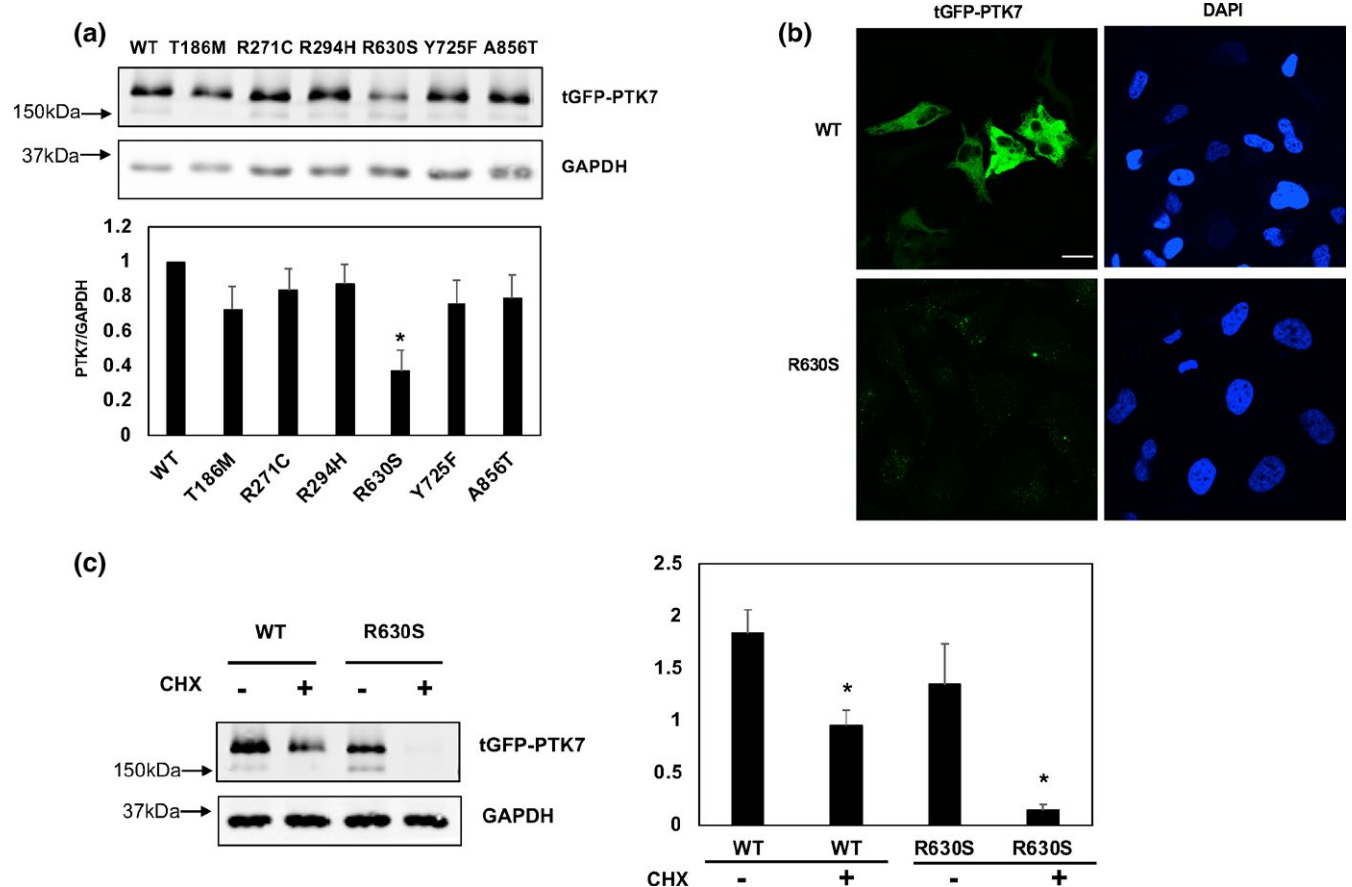 (a)
WT T186M R271C R294H R630S Y725F A856T
tGFP-PTK7
150kDa
37kDa
GAPDH
1.2
1
0.8
0.6
0.4
0.2
0
PTK7/GAPDH
*
WT T186M R271C R294H R630S Y725F A856T
(b)
tGFP-PTK7 DAPI
WT
R630S
(c)
WT R630S
CHX - + - +
tGFP-PTK7
150kDa
37kDa
GAPDH
2.5
2
1.5
1
0.5
0
* *
WT WT R630S R630S
CHX - + - +